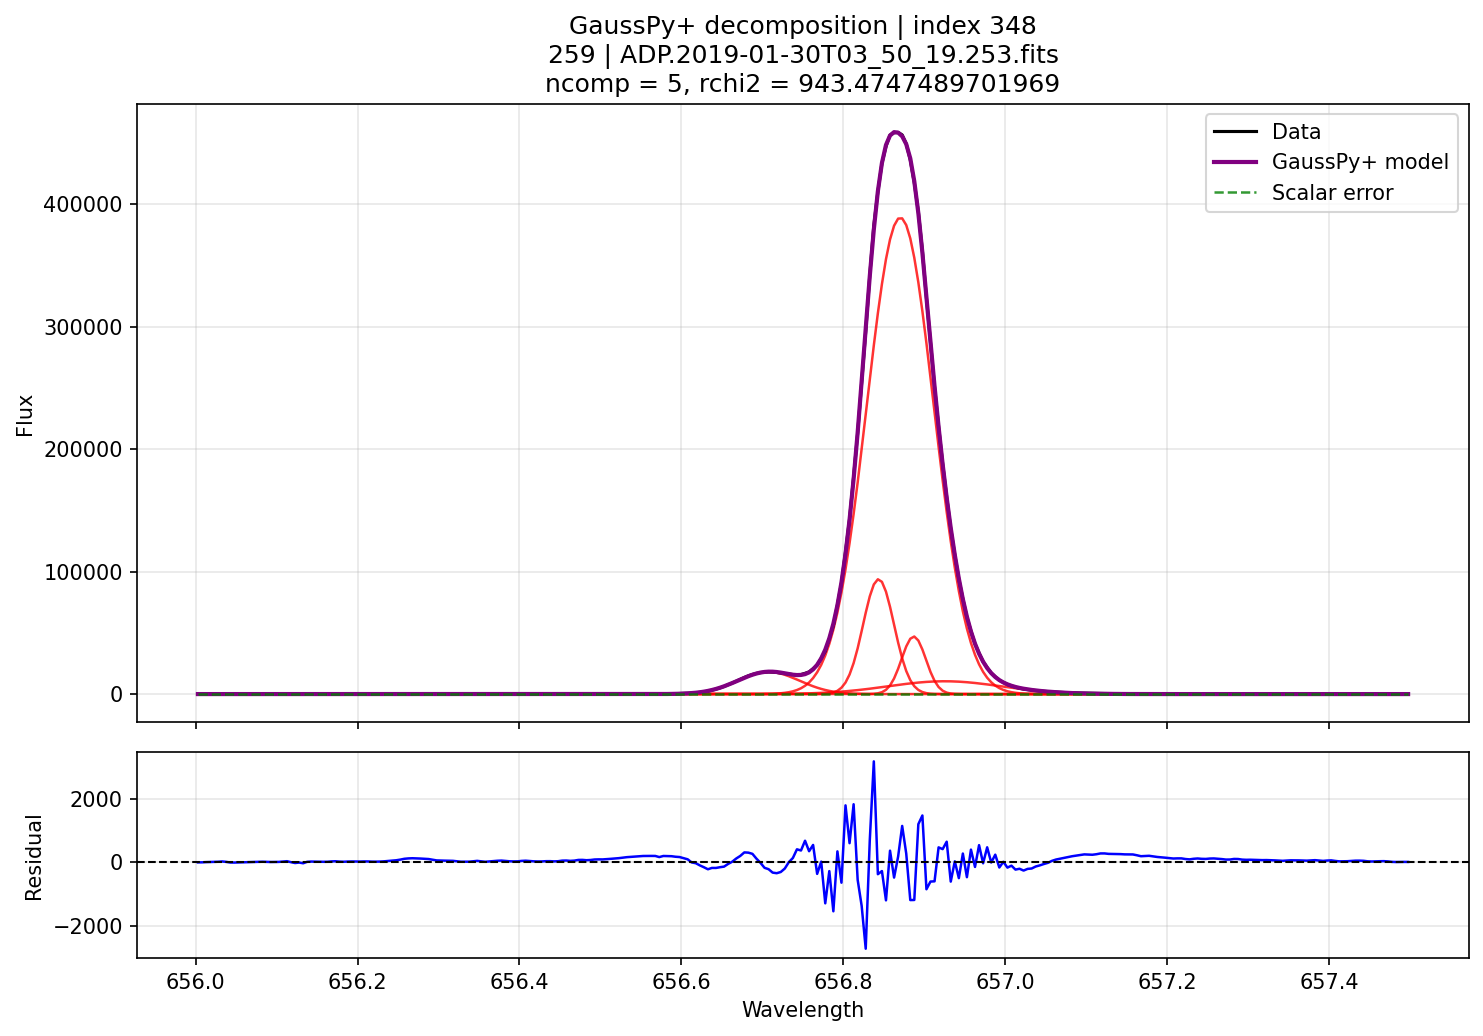 GaussPy+ decomposition | index 348
259 | ADP.2019-01-30T03_50_19.253.fits
ncomp = 5, rchi2 = 943.4747489701969
Data
GaussPy+ model
Scalar error
Flux
400000
300000
200000
100000
0
Residual
2000
0
−2000
656.0 656.2 656.4 656.6 656.8 657.0 657.2 657.4
Wavelength